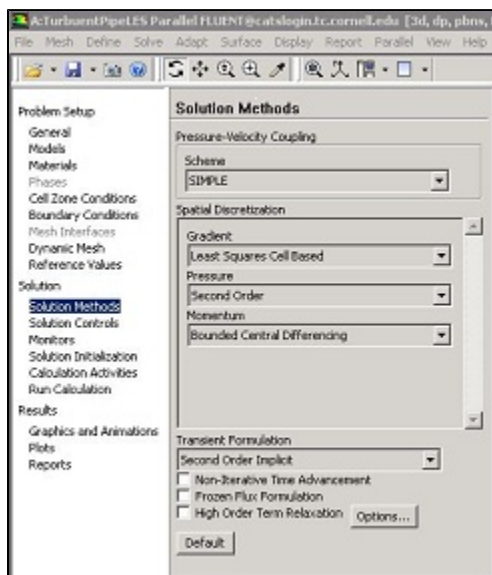 A:TurbuentPipeLES Parallel FLUENT@catslogin.tc.cornell.edu [3d, dp, pbns,
File Mesh Define Solve Adapt Surface Display Report Parallel View Help
Problem Setup
General
Models
Materials
Phases
Cell Zone Conditions
Boundary Conditions
Mesh Interfaces
Dynamic Mesh
Reference Values
Solution
Solution Methods
Solution Controls
Monitors
Solution Initialization
Calculation Activities
Run Calculation
Results
Graphics and Animations
Plots
Reports
Solution Methods
Pressure-Velocity Coupling
Scheme
SIMPLE
Spatial Discretization
Gradient
Least Squares Cell Based
Pressure
Second Order
Momentum
Bounded Central Differencing
Transient Formulation
Second Order Implicit
Non-Iterative Time Advancement
Frozen Flux Formulation
High Order Term Relaxation Options...
Default